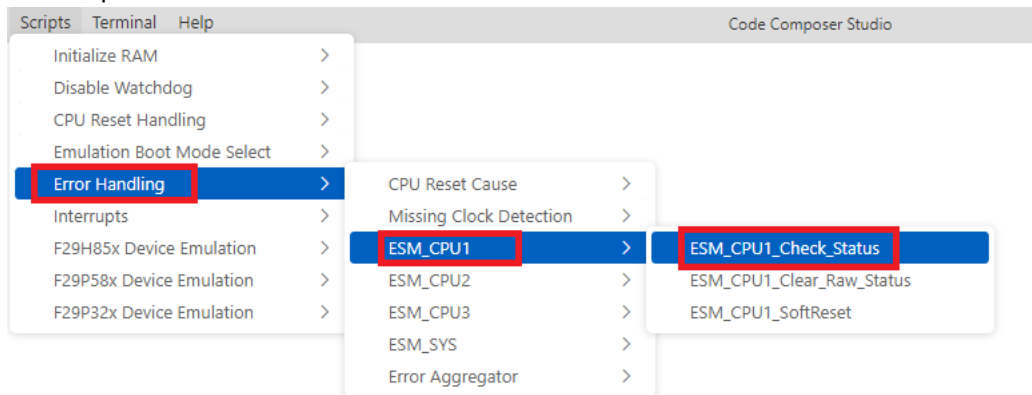 Scripts Terminal Help Code Composer Studio
Initialize RAM
Disable Watchdog
CPU Reset Handling
Emulation Boot Mode Select
Error Handling
Interrupts
F29H85x Device Emulation
F29P58x Device Emulation
F29P32x Device Emulation
CPU Reset Cause
Missing Clock Detection
ESM_CPU1
ESM_CPU2
ESM_CPU3
ESM_SYS
Error Aggregator
ESM_CPU1_Check_Status
ESM_CPU1_Clear_Raw_Status
ESM_CPU1_SoftReset